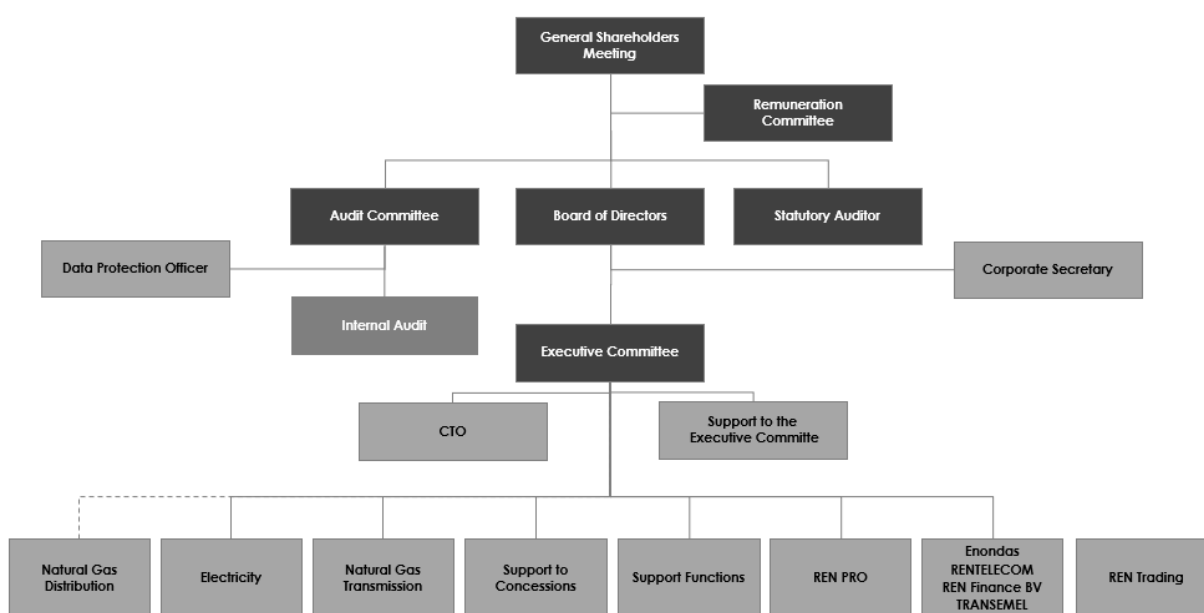 General Shareholders
Meeting
Remuneration
Committee
Audit Committee
Board of Directors
Statutory Auditor
Data Protection Officer
Corporate Secretary
Internal Audit
Executive Committee
CTO
Support to the
Executive Committe
Natural Gas
Distribution
Electricity
Natural Gas
Transmission
Support to
Concessions
Support Functions
REN PRO
Enondas
RENTELECOM
REN Finance BV
TRANSEMEL
REN Trading